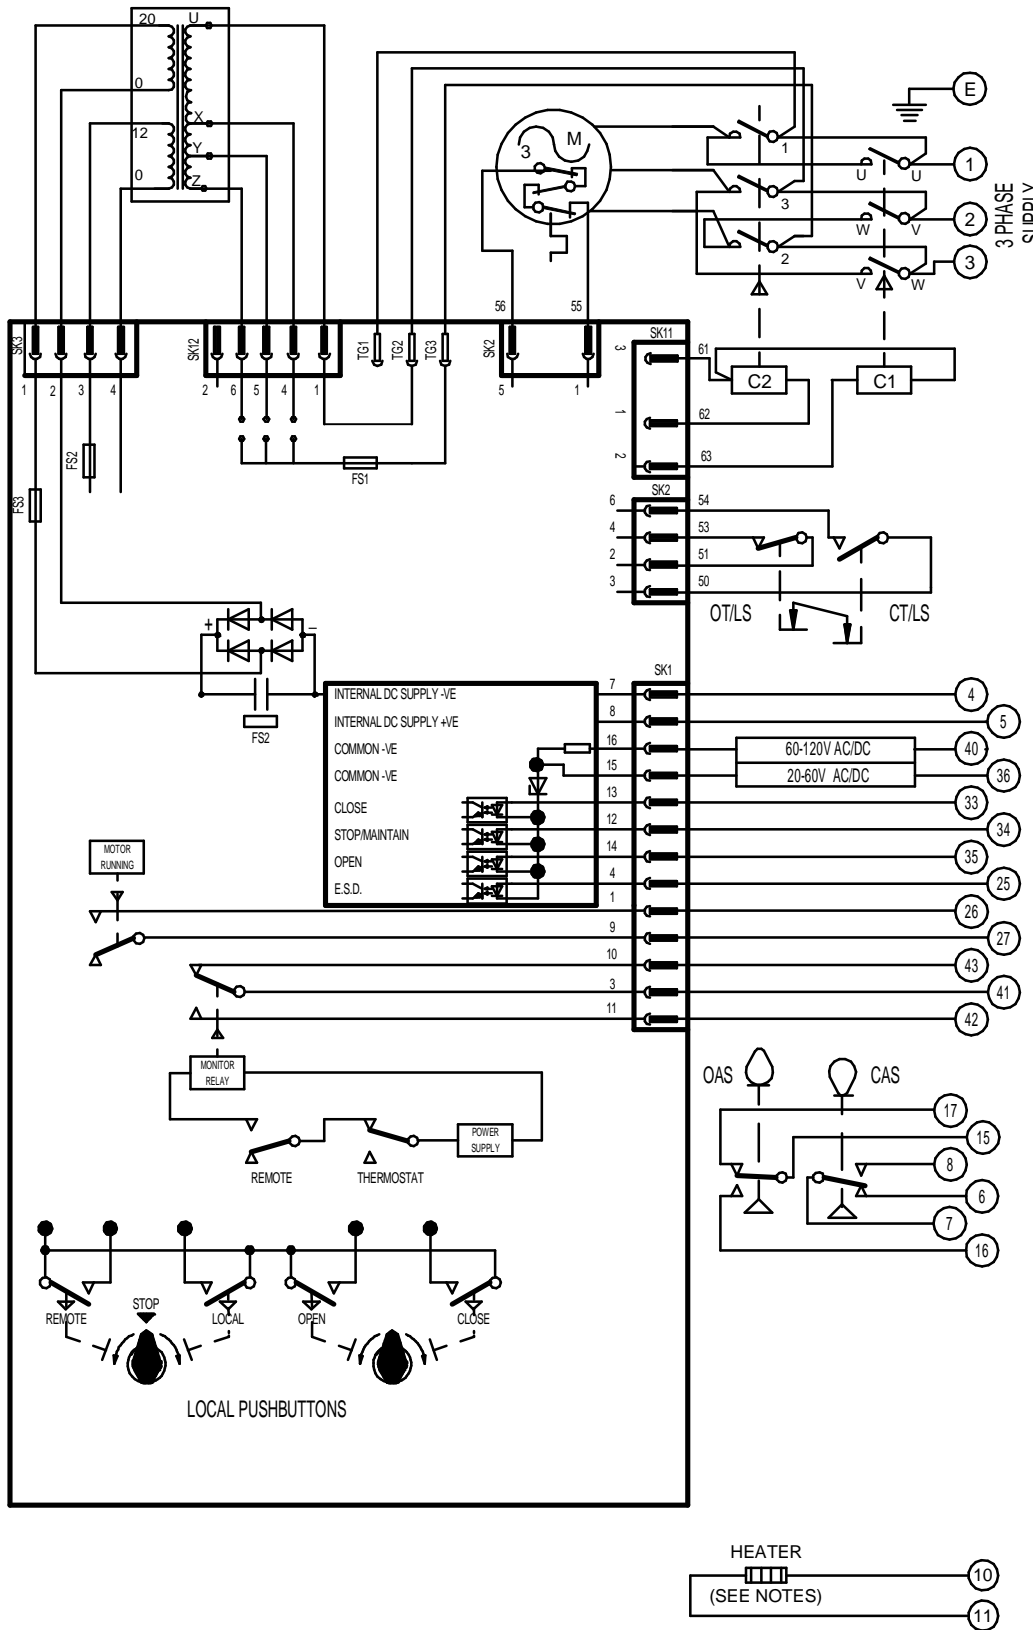 20
U
0
X
12
Y
0
Z
E
3
M
1
U
U
1
3
W
V
2
2
V
W
3
3 PHASE
SUPPLY
56
55
SK3
SK12
TG1
TG2
TG3
SK2
SK11
1
2
3
4
2
6
5
4
1
5
1
3
61
C2
C1
1
62
2
63
FS2
FS1
FS3
SK2
6
54
4
53
2
51
3
50
OT/LS
CT/LS
+
–
FS2
SK1
INTERNAL DC SUPPLY -VE
7
4
INTERNAL DC SUPPLY +VE
8
5
COMMON -VE
16
60-120V AC/DC
40
COMMON -VE
15
20-60V AC/DC
36
CLOSE
13
33
STOP/MAINTAIN
12
34
OPEN
14
35
E.S.D.
4
25
1
26
9
27
10
43
3
41
11
42
MOTOR
RUNNING
MONITOR
RELAY
POWER
SUPPLY
REMOTE
THERMOSTAT
OAS
CAS
17
15
8
6
7
16
REMOTE
STOP
LOCAL
OPEN
CLOSE
LOCAL PUSHBUTTONS
HEATER
(SEE NOTES)
10
11